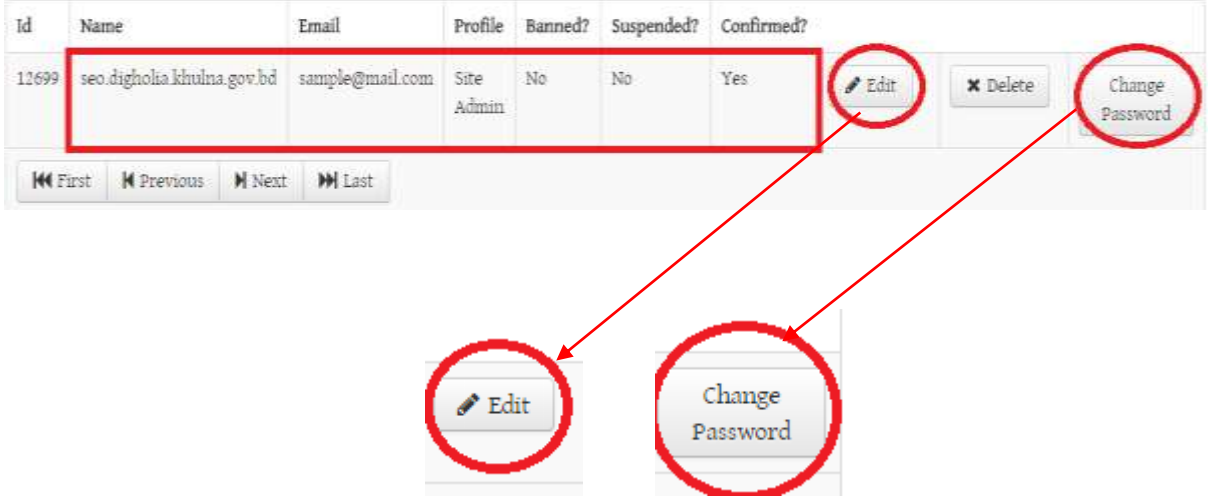 Id Name Email Profile Banned? Suspended? Confirmed?
12699 seo.digholia.khulna.gov.bd sample@mail.com Site No No Yes Edit Delete Change
Admin Password
First Previous Next Last
Edit
Change
Password